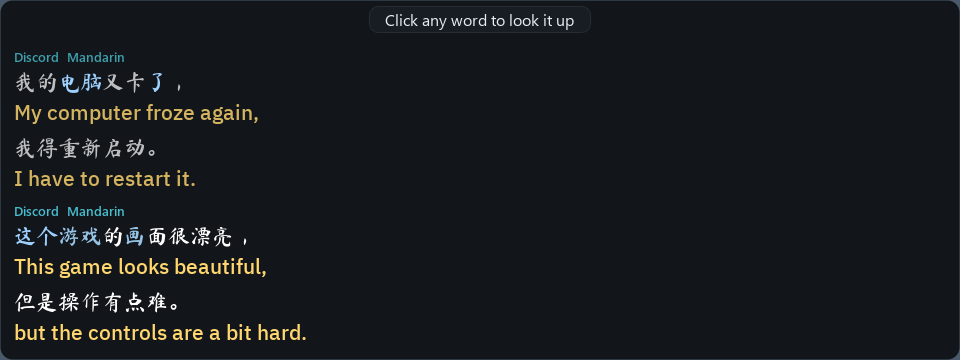 Click any word to look it up
Discord Mandarin
我的电脑又卡了，
My computer froze again,
我得重新启动。
I have to restart it.
Discord Mandarin
这个游戏的画面很漂亮，
This game looks beautiful,
但是操作有点难。
but the controls are a bit hard.